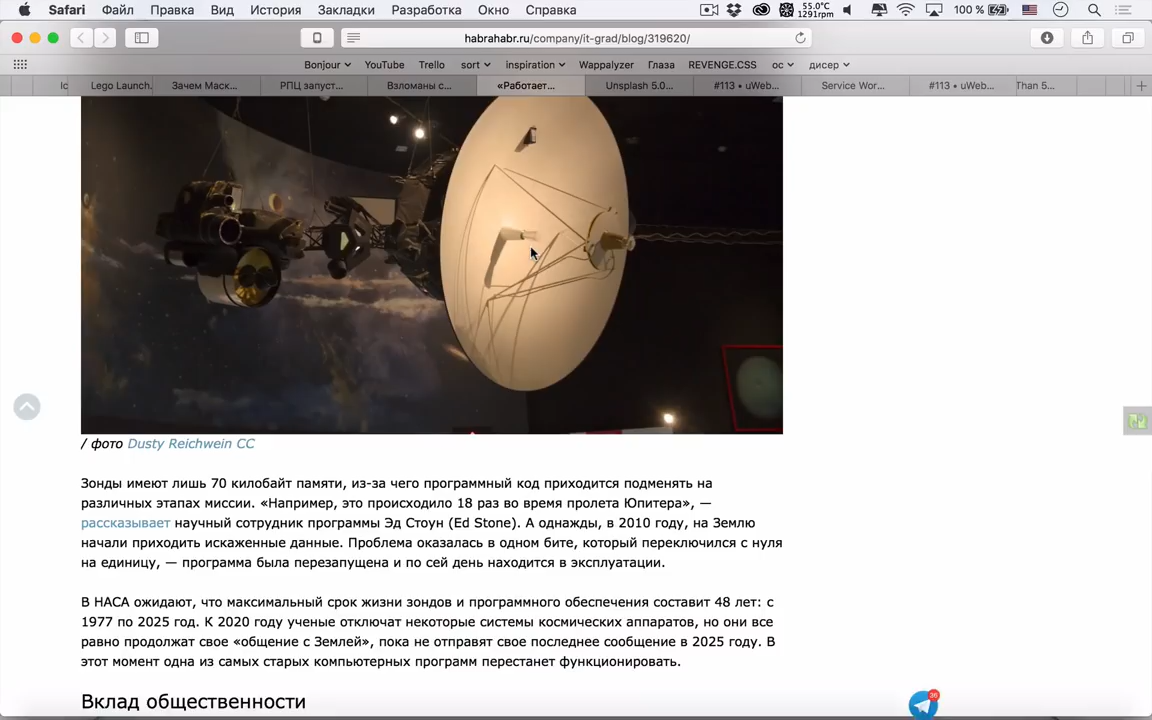 Safari Файл Правка Вид История Закладки Разработка Окно Справка 55.0°C 1291rpm 100 %
habrahabr.ru/company/it-grad/blog/319620/
Bonjour YouTube Trello sort inspiration Wappalyzer Глаза REVENGE.CSS ос дисер
Ic Lego Launch. Зачем Маск... РПЦ запуст... Взломаны с... «Работает... Unsplash 5.0... #113 • uWeb... Service Wor... #113 • uWeb... Than 5...
/ фото Dusty Reichwein CC
Зонды имеют лишь 70 килобайт памяти, из-за чего программный код приходится подменять на
различных этапах миссии. «Например, это происходило 18 раз во время пролета Юпитера», —
рассказывает научный сотрудник программы Эд Стоун (Ed Stone). А однажды, в 2010 году, на Землю
начали приходить искаженные данные. Проблема оказалась в одном бите, который переключился с нуля
на единицу, — программа была перезапущена и по сей день находится в эксплуатации.
В НАСА ожидают, что максимальный срок жизни зондов и программного обеспечения составит 48 лет: с
1977 по 2025 год. К 2020 году ученые отключат некоторые системы космических аппаратов, но они все
равно продолжат свое «общение с Землей», пока не отправят свое последнее сообщение в 2025 году. В
этот момент одна из самых старых компьютерных программ перестанет функционировать.
Вклад общественности
36